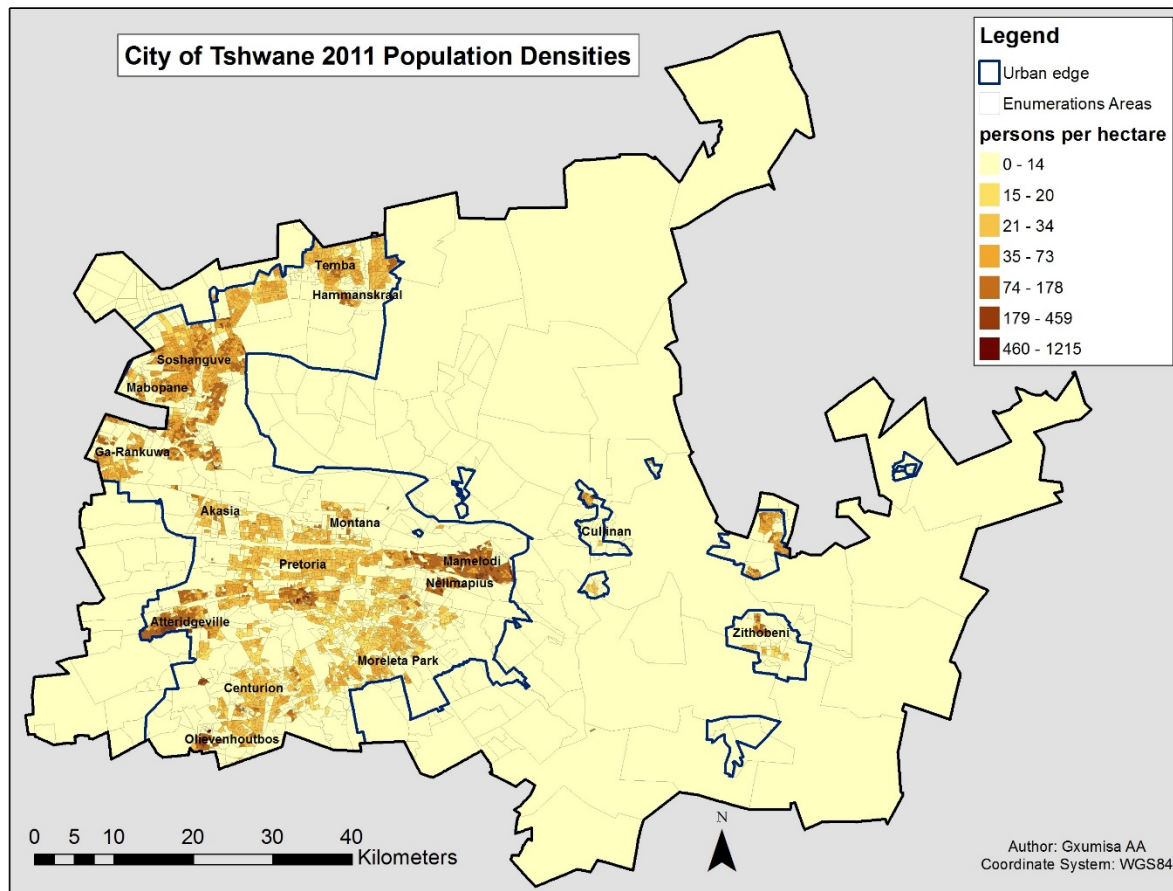 City of Tshwane 2011 Population Densities
Legend
Urban edge
Enumerations Areas
persons per hectare
0 - 14
15 - 20
21 - 34
35 - 73
74 - 178
179 - 459
460 - 1215
Temba
Hammanskraal
Soshanguve
Mabopane
Ga-Rankuwa
Akasia
Montana
Cullinan
Pretoria
Mamelodi
Nellmapius
Atteridgeville
Zithobeni
Moreleta Park
Centurion
Olievenhoutbos
0 5 10 20 30 40
Kilometers
N
Author: Gxumisa AA
Coordinate System: WGS84